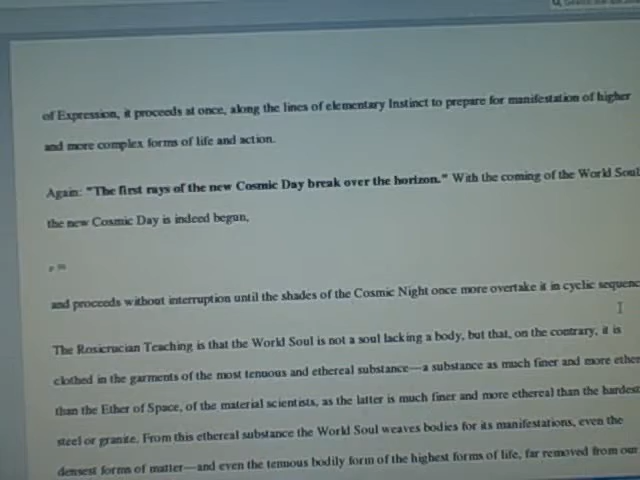 of Expression, it proceeds at once, along the lines of elementary Instinct to prepare for manifestation of higher
and more complex forms of life and action.
Again: "The first rays of the new Cosmic Day break over the horizon." With the coming of the World Soul
the new Cosmic Day is indeed begun,
and proceeds without interruption until the shades of the Cosmic Night once more overtake it in cyclic sequenc
The Rosicrucian Teaching is that the World Soul is not a soul lacking a body, but that, on the contrary, it is
clothed in the garments of the most tenuous and ethereal substance—a substance as much finer and more ether
than the Ether of Space, of the material scientists, as the latter is much finer and more ethereal than the hardest
steel or granite. From this ethereal substance the World Soul weaves bodies for its manifestations, even the
densest forms of matter—and even the tenuous bodily form of the highest forms of life, far removed from our